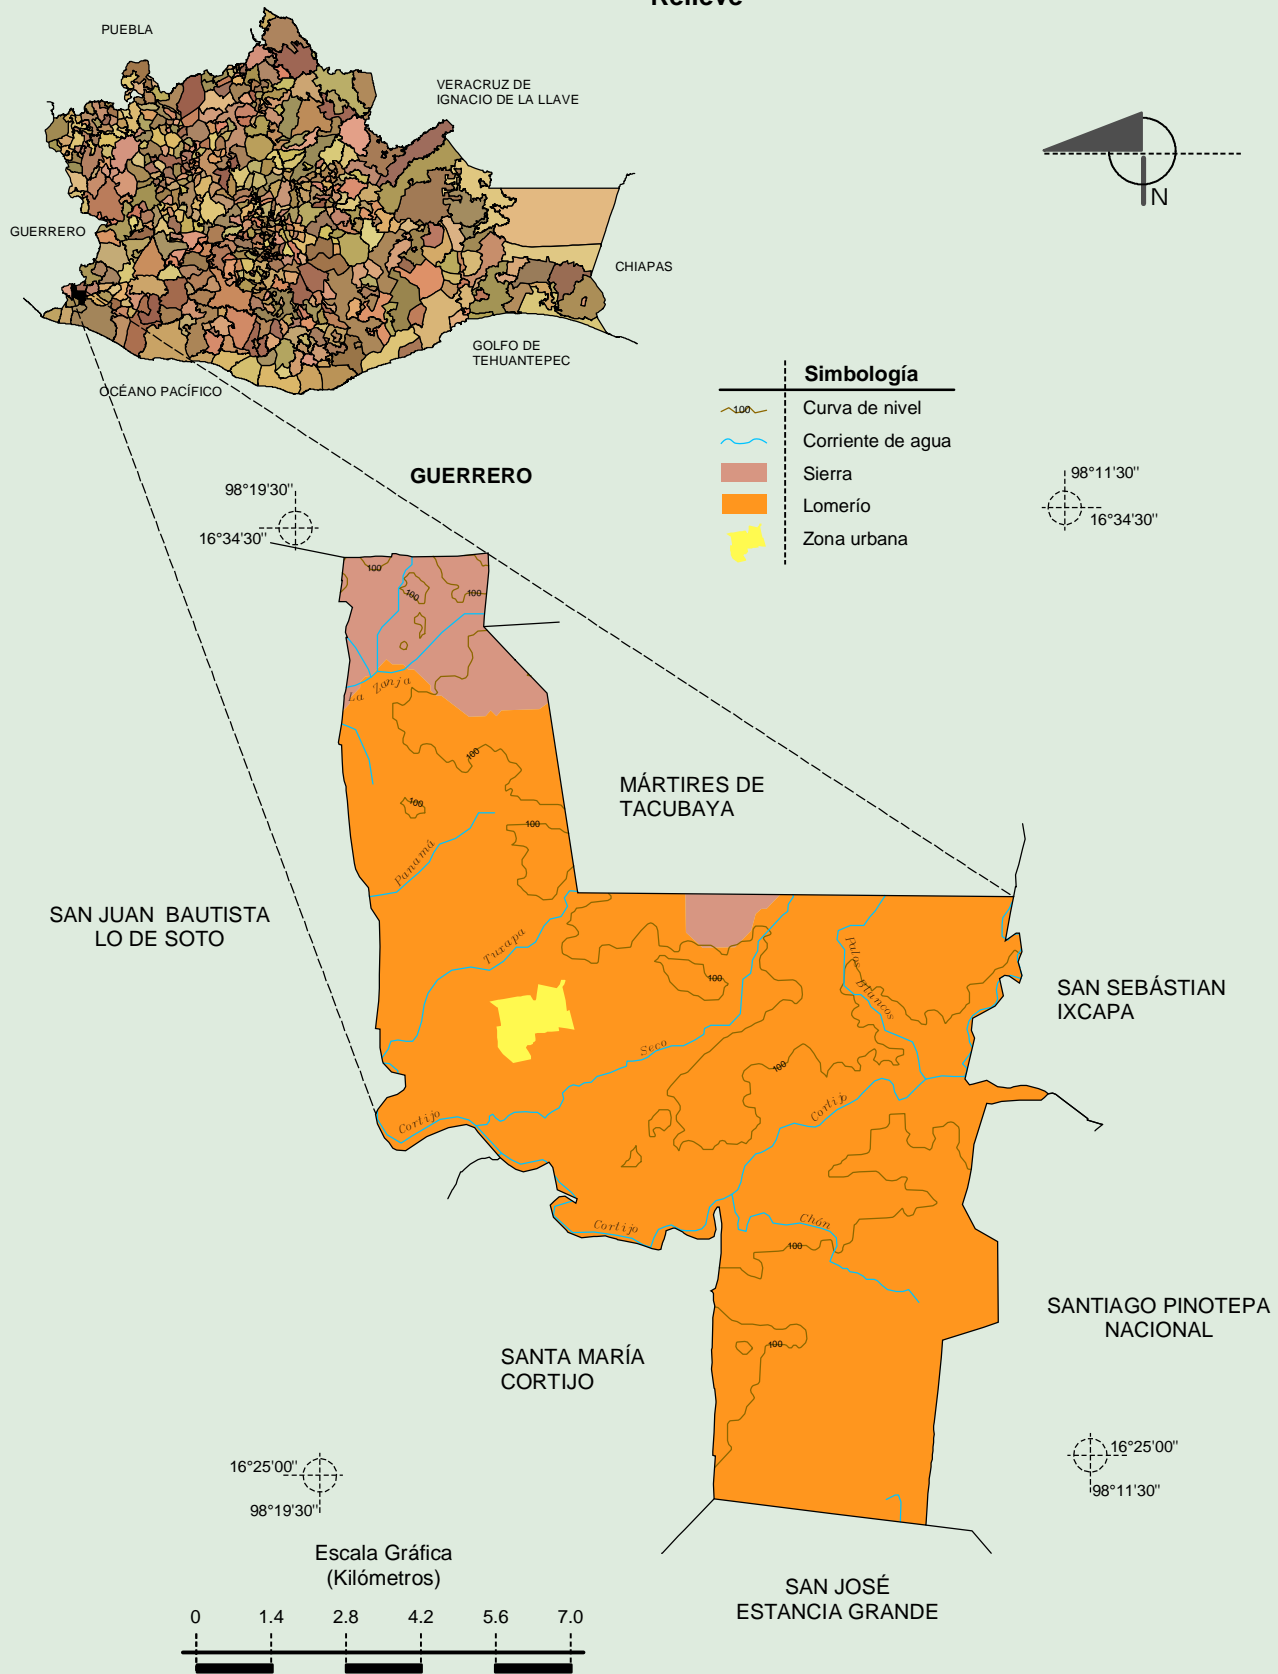 Relieve
PUEBLA
VERACRUZ DE
IGNACIO DE LA LLAVE
GUERRERO
CHIAPAS
GOLFO DE
TEHUANTEPEC
OCÉANO PACÍFICO
N
Simbología
100
Curva de nivel
Corriente de agua
Sierra
Lomerío
Zona urbana
GUERRERO
98°19'30"
16°34'30"
98°11'30"
16°34'30"
100
100
100
La Zanja
100
100
100
MÁRTIRES DE
TACUBAYA
Panamá
SAN JUAN BAUTISTA
LO DE SOTO
Tuxapa
100
Palos Blancos
SAN SEBÁSTIAN
IXCAPA
Seco
100
Cortijo
Cortijo
Cortijo
Chán
100
SANTIAGO PINOTEPA
NACIONAL
100
SANTA MARÍA
CORTIJO
16°25'00"
98°19'30"
16°25'00"
98°11'30"
Escala Gráfica
(Kilómetros)
0 1.4 2.8 4.2 5.6 7.0
SAN JOSÉ
ESTANCIA GRANDE